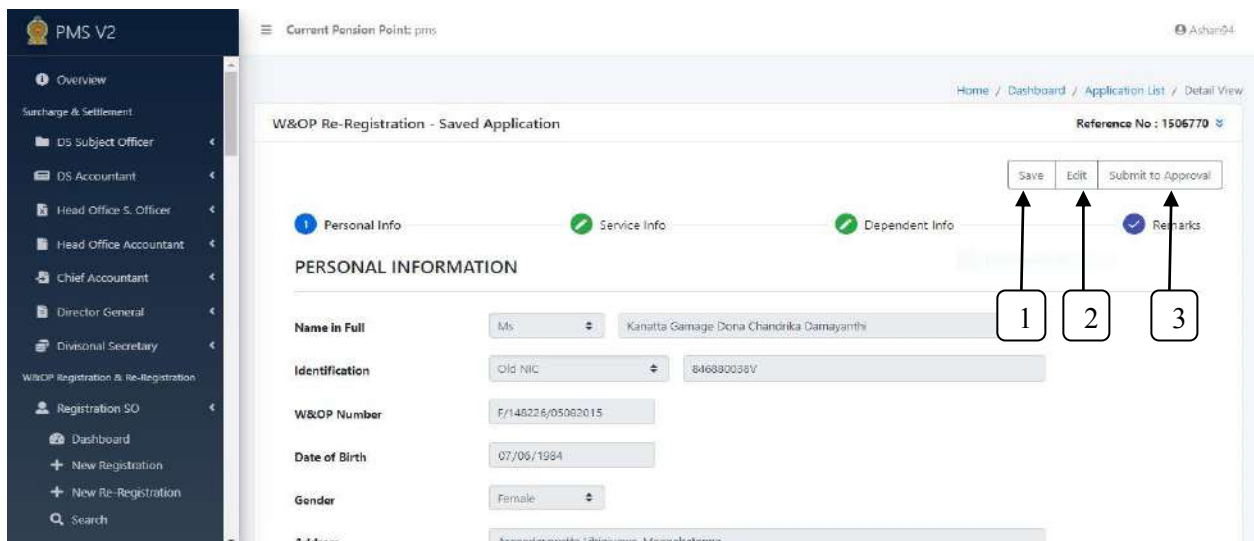 PMS V2
Current Pension Point: pms
Ashan94
Overview
Home / Dashboard / Application List / Detail View
Surcharge & Settlement
W&OP Re-Registration - Saved Application
Reference No : 1506770
DS Subject Officer
DS Accountant
Save Edit Submit to Approval
Head Office S. Officer
1 Personal Info Service Info Dependent Info Remarks
Head Office Accountant
PERSONAL INFORMATION
Chief Accountant
Director General
Name in Full Ms Kanatta Gamage Dona Chandrika Damayanthi
1 2 3
Divisonal Secretary
Identification Old NIC 846880038V
W&OP Registration & Re-Registration
Registration SO
W&OP Number F/148226/05082015
Dashboard
Date of Birth 07/06/1984
New Registration
New Re-Registration
Gender Female
Search
Address